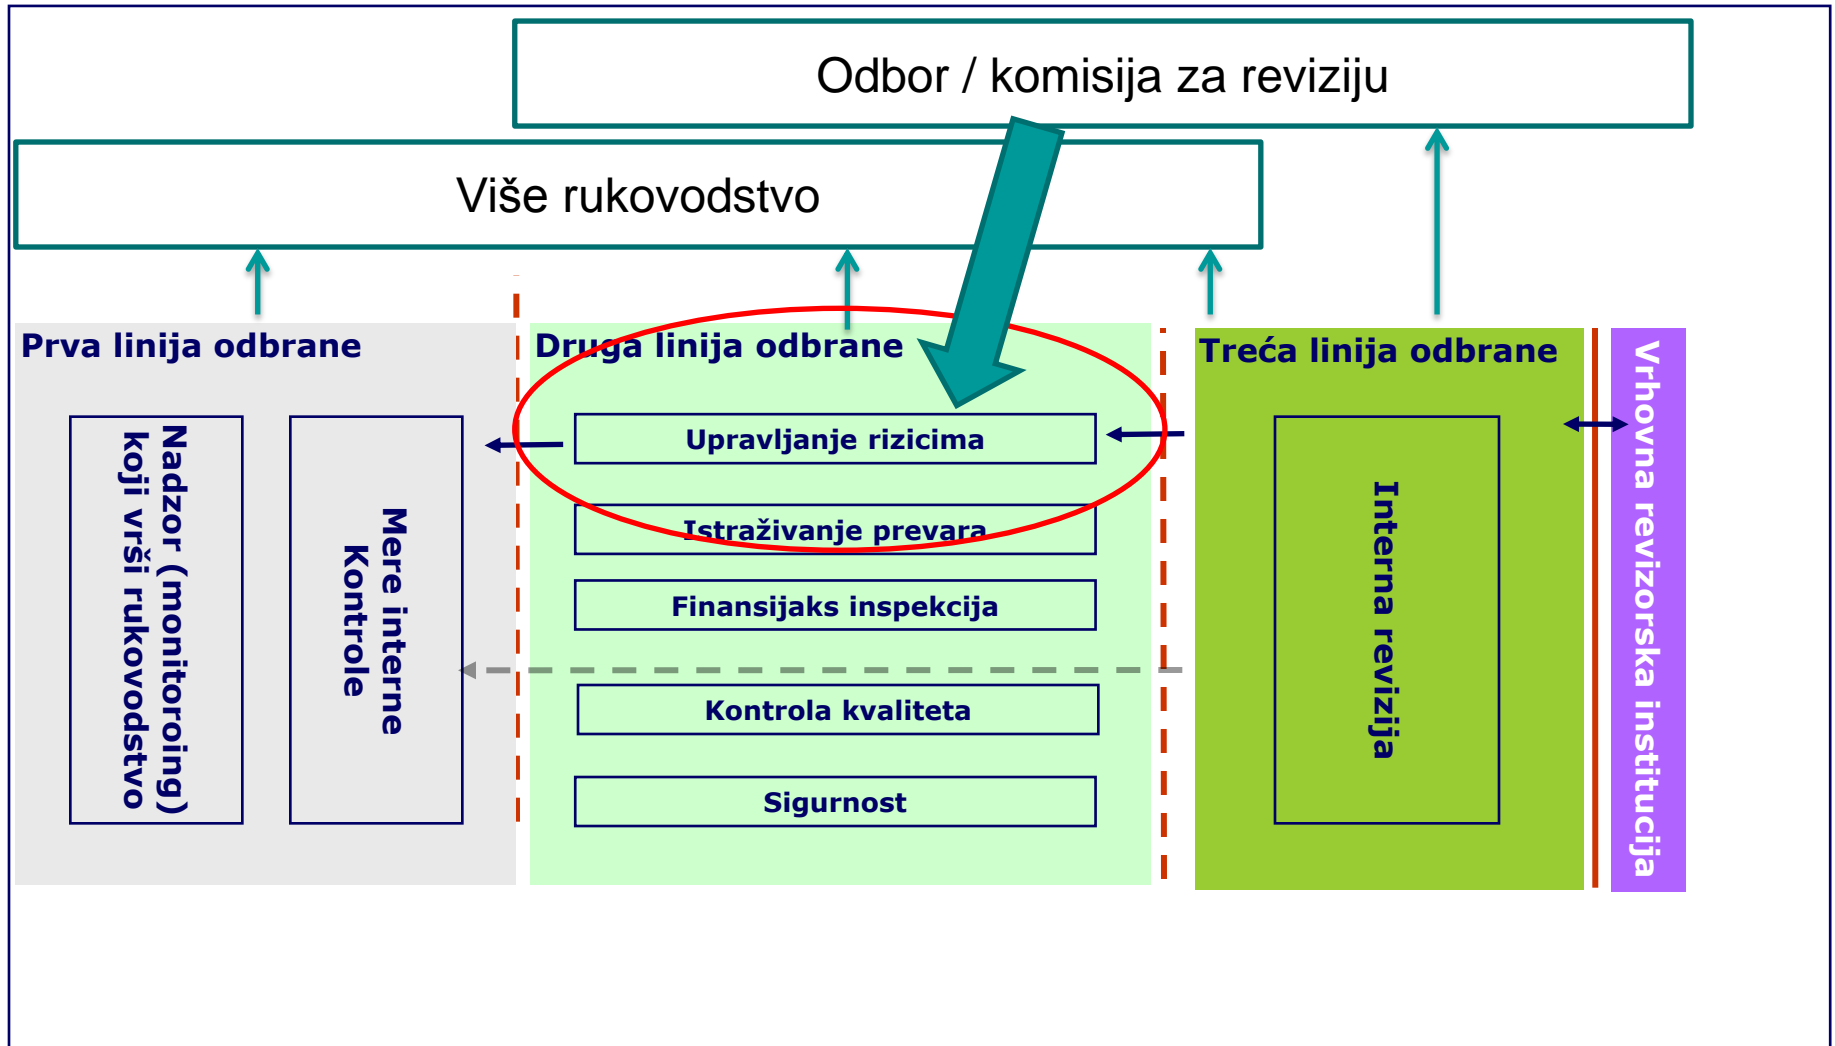 Odbor / komisija za reviziju
Više rukovodstvo
Prva linija odbrane
Nadzor (monitoroing)
koji vrši rukovodstvo
Mere interne
Kontrole
Druga linija odbrane
Upravljanje rizicima
Istraživanje prevara
Finansijaks inspekcija
Kontrola kvaliteta
Sigurnost
Treća linija odbrane
Interna revizija
Vrhovna revizorska institucija